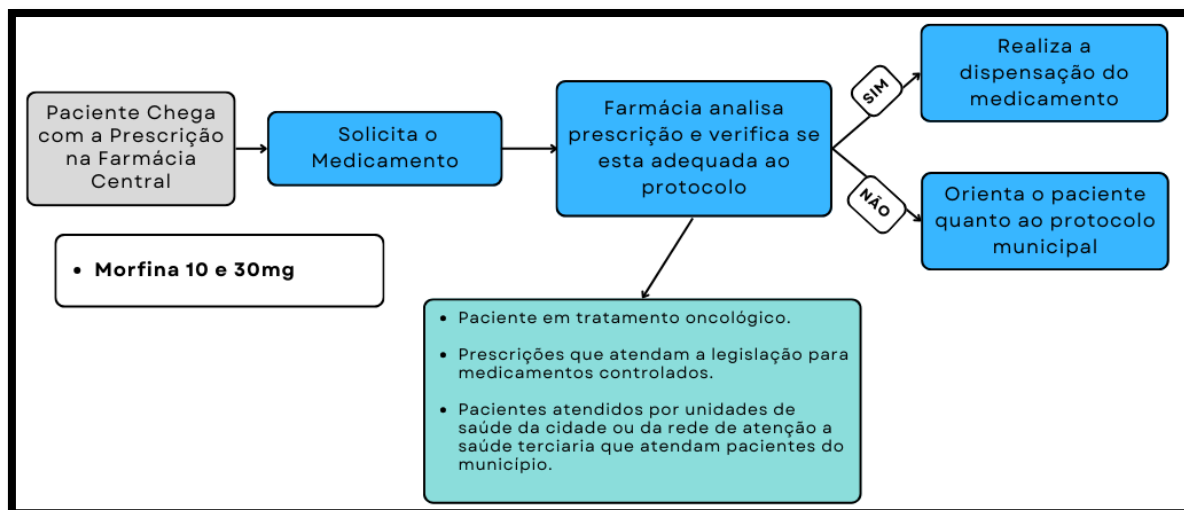 Paciente Chega
com a Prescrição
na Farmácia
Central
Solicita o
Medicamento
Farmácia analisa
prescrição e verifica se
esta adequada ao
protocolo
SIM
Realiza a
dispensação do
medicamento
NÃO
Orienta o paciente
quanto ao protocolo
municipal
• Morfina 10 e 30mg
• Paciente em tratamento oncológico.
• Prescrições que atendam a legislação para
medicamentos controlados.
• Pacientes atendidos por unidades de
saúde da cidade ou da rede de atenção a
saúde terciaria que atendam pacientes do
município.